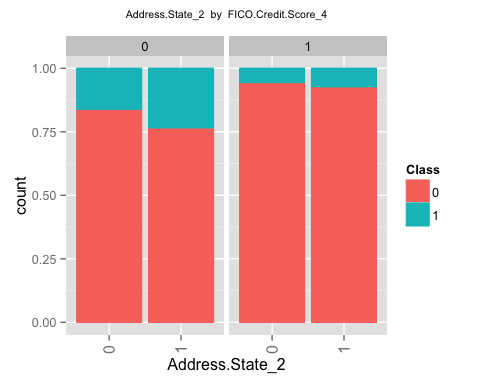 Address.State_2 by FICO.Credit.Score_4
0 1
1.00
0.75
0.50
0.25
0.00
count
0 1 0 1
Address.State_2
Class
0
1